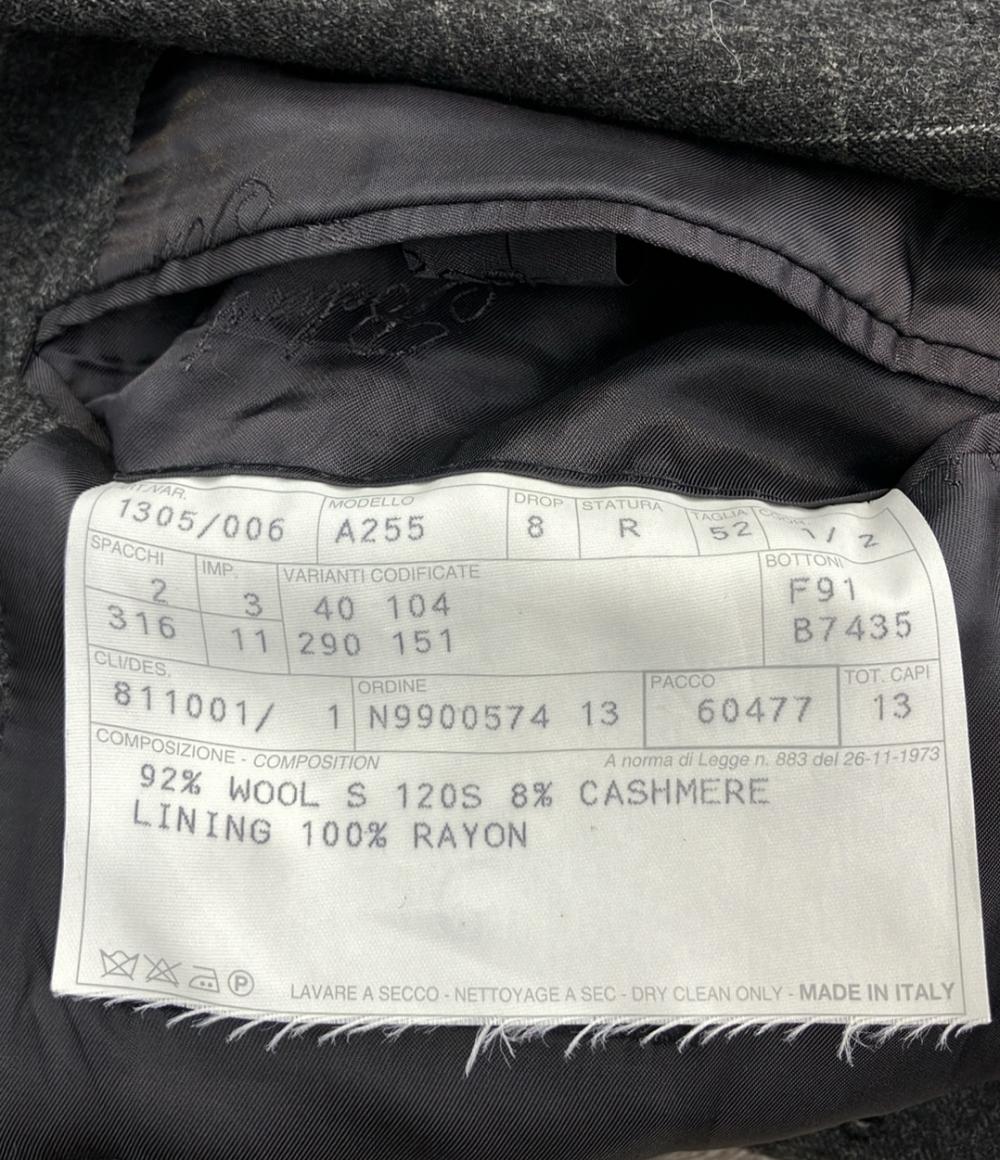 MODELLO DROP STATURA TAGLIA
1305/006 A255 8 R 52 1/2
SPACCHI IMP. VARIANTI CODIFICATE BOTTONI
2 3 40 104 F91
316 11 290 151 B7435
CLI/DES. ORDINE PACCO TOT. CAPI
811001/ 1 N9900574 13 60477 13
COMPOSIZIONE - COMPOSITION A norma di Legge n. 883 del 26-11-1973
92% WOOL S 120S 8% CASHMERE
LINING 100% RAYON
P LAVARE A SECCO - NETTOYAGE A SEC - DRY CLEAN ONLY - MADE IN ITALY